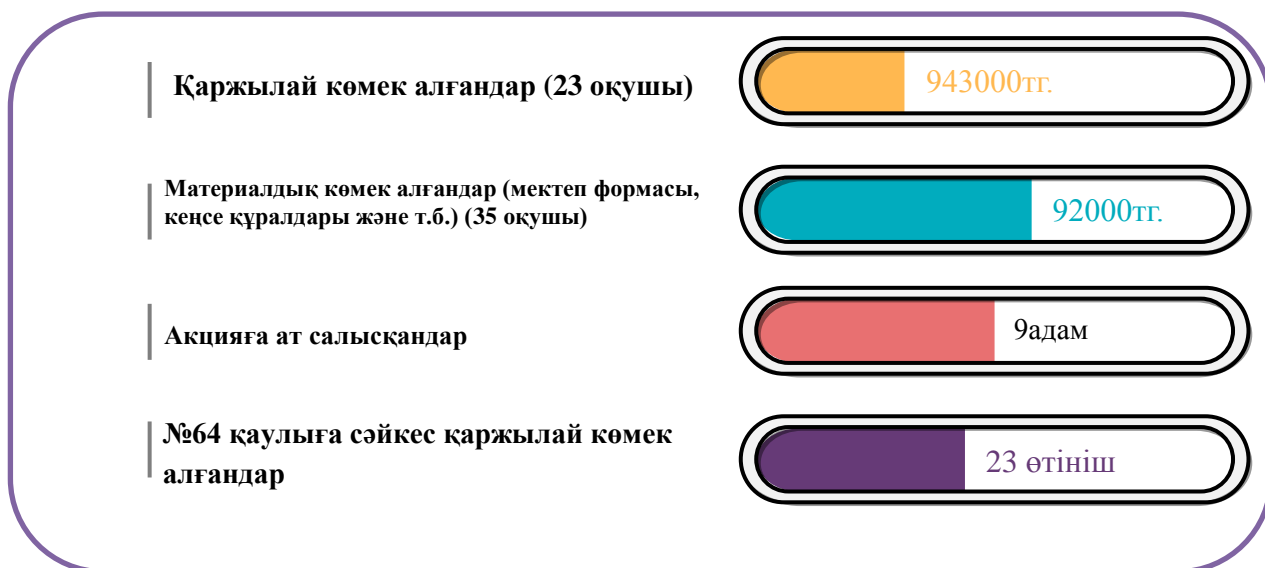 Қаржылай көмек алғандар (23 оқушы)
943000тг.
Материалдық көмек алғандар (мектеп формасы,
кеңсе құралдары және т.б.) (35 оқушы)
92000тг.
Акцияға ат салысқандар
9адам
№64 қаулыға сәйкес қаржылай көмек
алғандар
23 өтініш